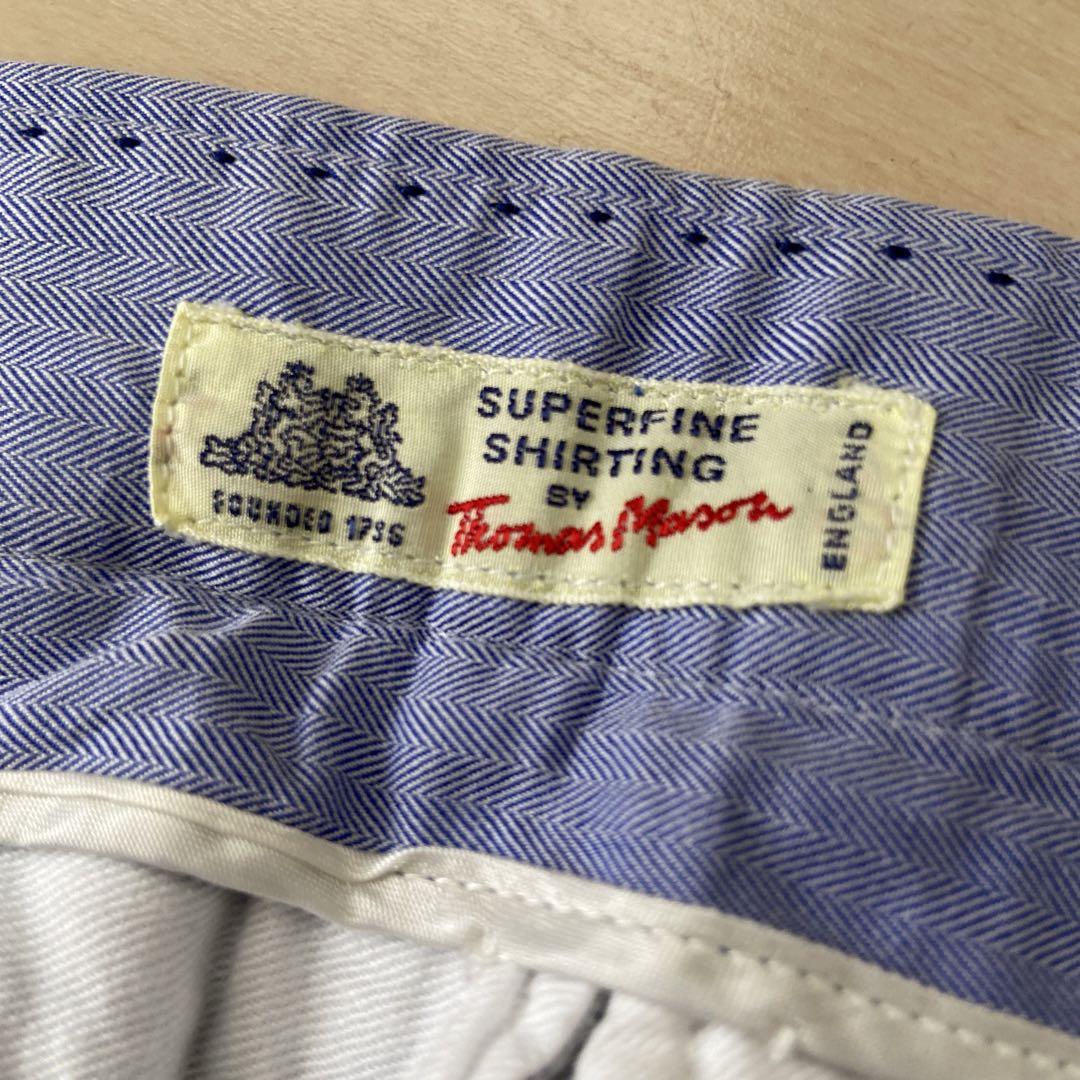 FOUNDED 1796
SUPERFINE
SHIRTING
BY
Thomas Mason
ENGLAND